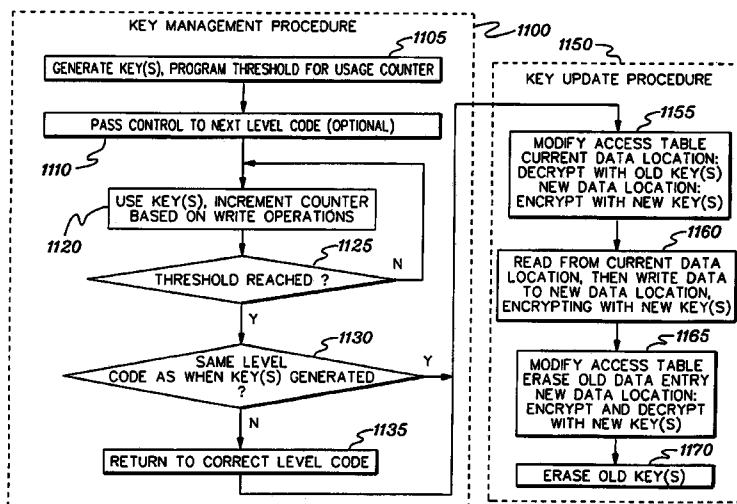 KEY MANAGEMENT PROCEDURE
1100
1105
GENERATE KEY(S), PROGRAM THRESHOLD FOR USAGE COUNTER
PASS CONTROL TO NEXT LEVEL CODE (OPTIONAL)
1110
USE KEY(S), INCREMENT COUNTER
BASED ON WRITE OPERATIONS
1120
1125
THRESHOLD REACHED ?
N
Y
1130
SAME LEVEL
CODE AS WHEN KEY(S) GENERATED
?
Y
N
1135
RETURN TO CORRECT LEVEL CODE
1150
KEY UPDATE PROCEDURE
1155
MODIFY ACCESS TABLE
CURRENT DATA LOCATION:
DECRYPT WITH OLD KEY(S)
NEW DATA LOCATION:
ENCRYPT WITH NEW KEY(S)
1160
READ FROM CURRENT DATA
LOCATION, THEN WRITE DATA
TO NEW DATA LOCATION,
ENCRYPTING WITH NEW KEY(S)
1165
MODIFY ACCESS TABLE
ERASE OLD DATA ENTRY
NEW DATA LOCATION:
ENCRYPT AND DECRYPT
WITH NEW KEY(S)
1170
ERASE OLD KEY(S)